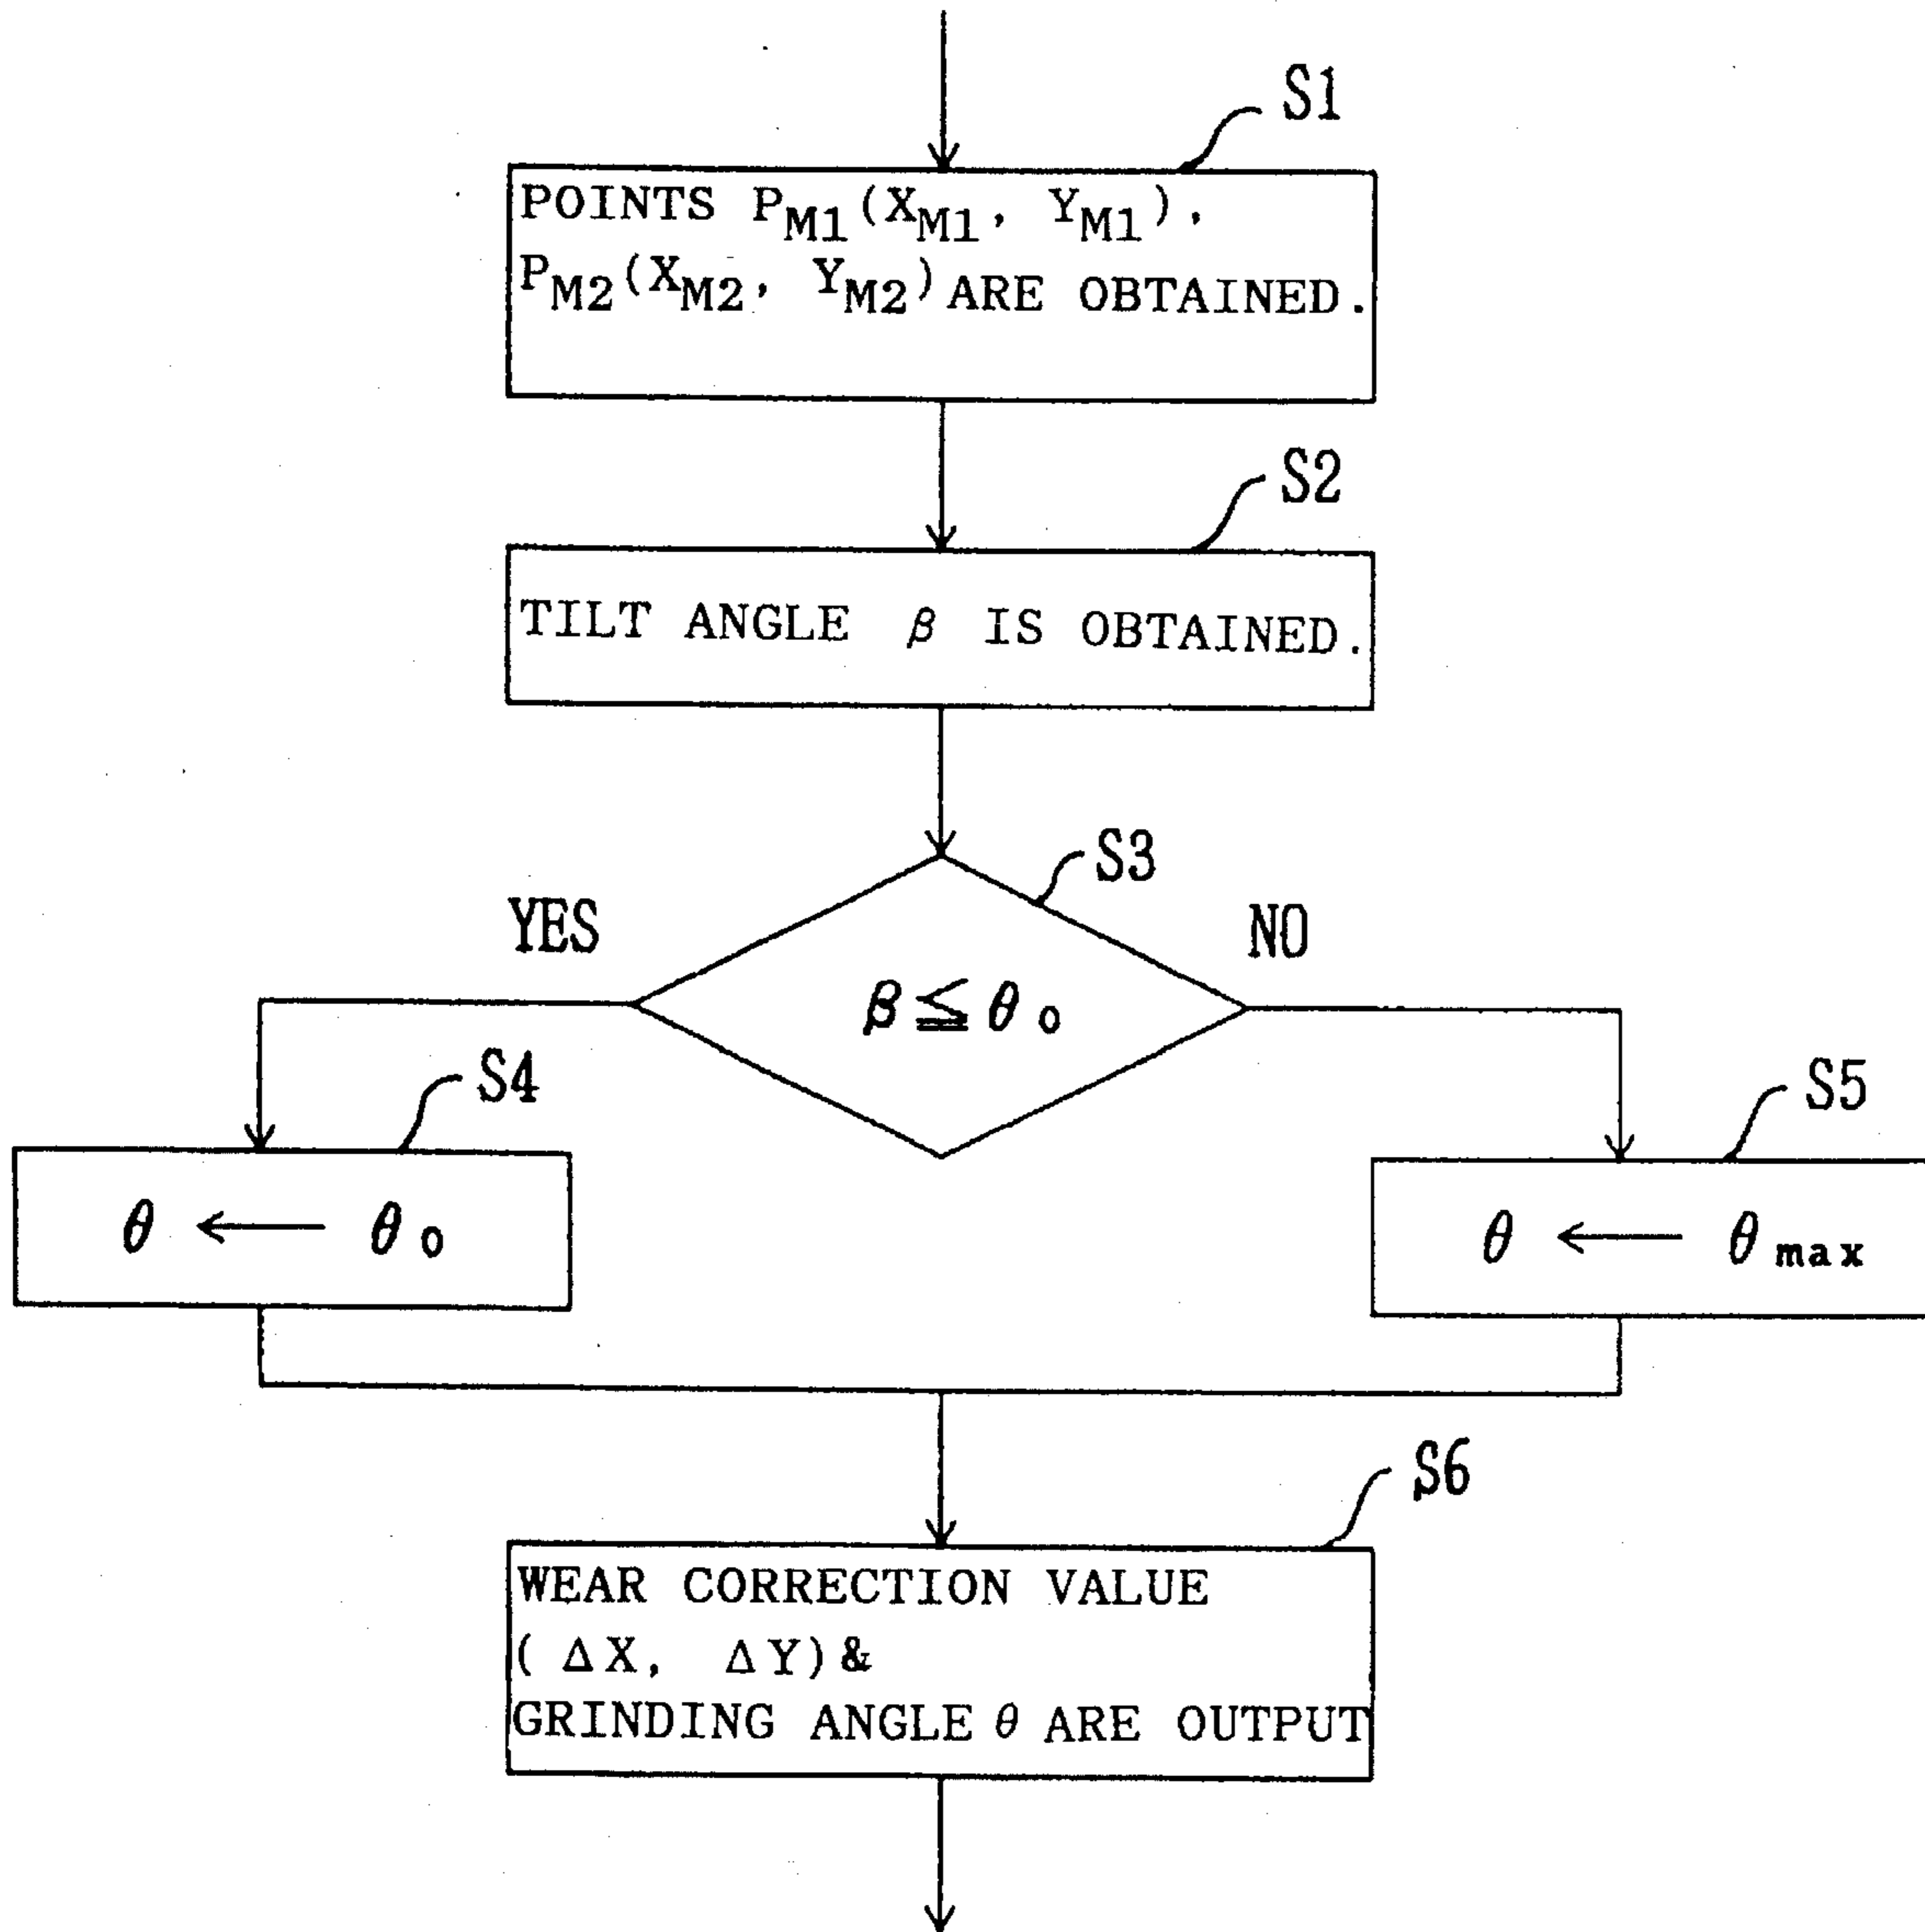 S1
POINTS P_M1(X_M1, Y_M1),
P_M2(X_M2, Y_M2) ARE OBTAINED.
S2
TILT ANGLE β IS OBTAINED.
S3
YES
NO
β ≦ θ₀
S4
S5
θ ← θ₀
θ ← θ_max
S6
WEAR CORRECTION VALUE
(ΔX, ΔY)&
GRINDING ANGLE θ ARE OUTPUT